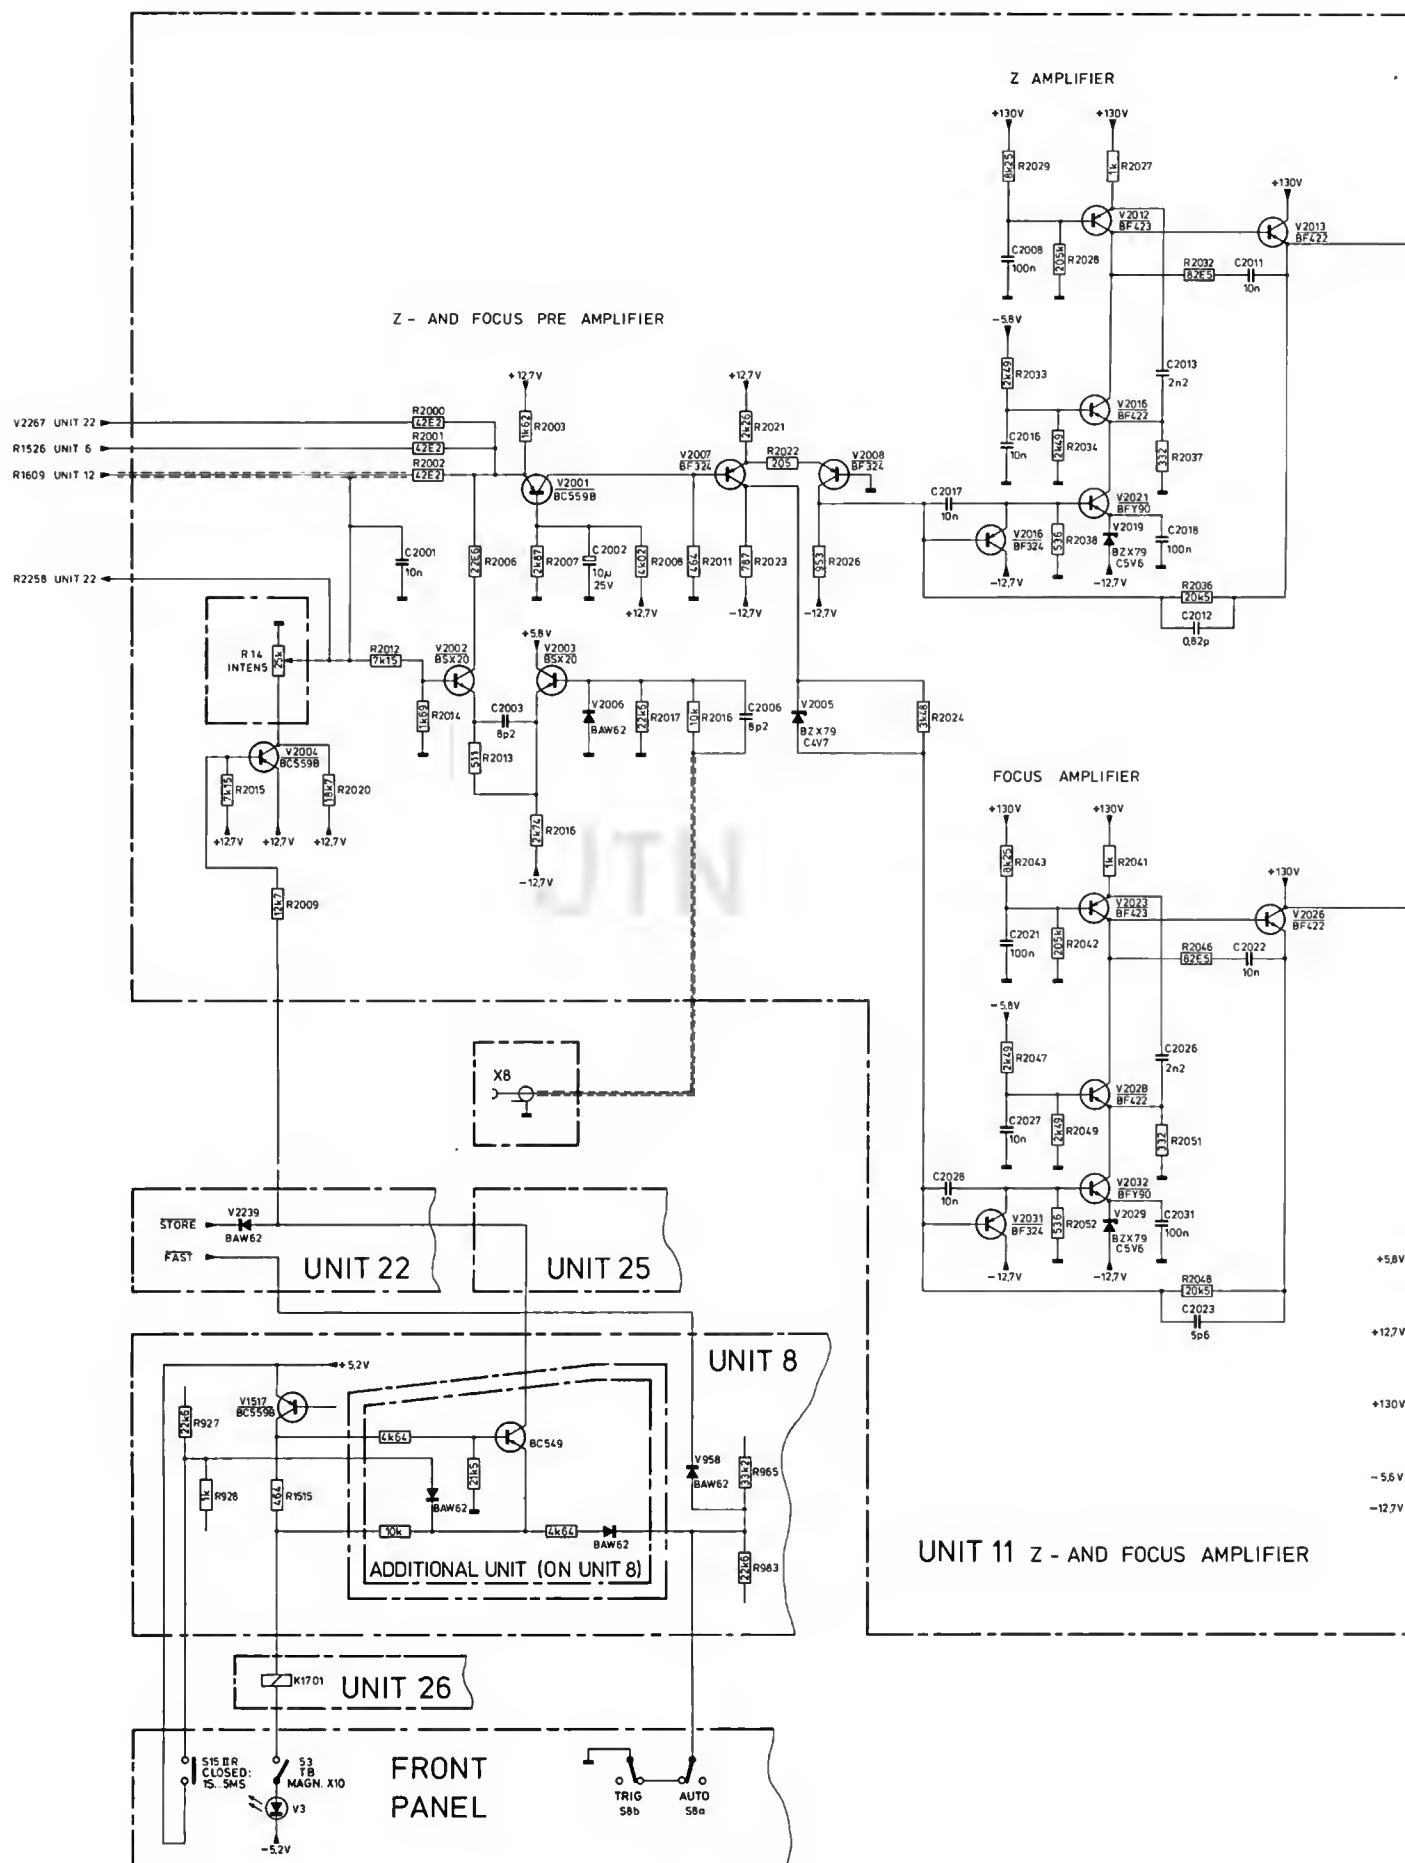 Z AMPLIFIER
+130V
+130V
8k25
R2029
1k
R2027
+130V
V2012
BF423
V2013
BF422
C2008
100n
205k
R2028
R2032
82E5
C2011
10n
Z - AND FOCUS PRE AMPLIFIER
-5,8V
2k49
R2033
C2013
2n2
+12,7V
+12,7V
V2267 UNIT 22
R2000
42E2
1k62
R2003
2k26
R2021
V2016
BF422
R1526 UNIT 6
R2001
42E2
C2016
10n
2k49
R2034
332
R2037
R1609 UNIT 12
R2002
42E2
V2007
BF324
R2022
205
V2008
BF324
V2001
BC559B
C2017
10n
V2021
BFY90
V2016
BF324
536
R2038
V2019
BZX79
C5V6
C2018
100n
C2001
10n
22E6
R2006
2k87
R2007
C2002
10µ
25V
4k02
R2008
464
R2011
787
R2023
953
R2026
R2258 UNIT 22
+12,7V
-12,7V
-12,7V
-12,7V
-12,7V
R2036
20k5
C2012
0,82p
R14
INTENS
25k
R2012
7k15
V2002
BSX20
+5,8V
V2003
BSX20
1k69
R2014
C2003
8p2
V2006
BAW62
22k6
R2017
10k
R2016
C2006
8p2
V2005
BZX79
C4V7
3k48
R2024
V2004
BC559B
511
R2013
7k15
R2015
18k7
R2020
FOCUS AMPLIFIER
+12,7V
+12,7V
+12,7V
2k74
R2016
-12,7V
UTN
+130V
+130V
8k25
R2043
1k
R2041
12k7
R2009
+130V
V2023
BF423
V2026
BF422
C2021
100n
205k
R2042
R2046
82E5
C2022
10n
-5,8V
2k49
R2047
C2026
2n2
X8
V2028
BF422
C2027
10n
2k49
R2049
332
R2051
C2028
10n
V2032
BFY90
STORE
V2239
BAW62
FAST
UNIT 22
UNIT 25
V2031
BF324
536
R2052
V2029
BZX79
C5V6
C2031
100n
+5,8V
-12,7V
-12,7V
R2048
20k5
C2023
5p6
+12,7V
+5,2V
UNIT 8
V1517
BC559B
22k6
R927
+130V
4k64
BC549
21k5
V958
BAW62
33k2
R965
1k
R928
464
R1515
BAW62
-5,6V
10k
4k64
BAW62
-12,7V
ADDITIONAL UNIT (ON UNIT 8)
22k6
R983
UNIT 11 Z - AND FOCUS AMPLIFIER
K1701
UNIT 26
S15 II R
CLOSED:
1S...5MS
S3
TB
MAGN. X10
V3
-5,2V
FRONT
PANEL
TRIG
S8b
AUTO
S8a